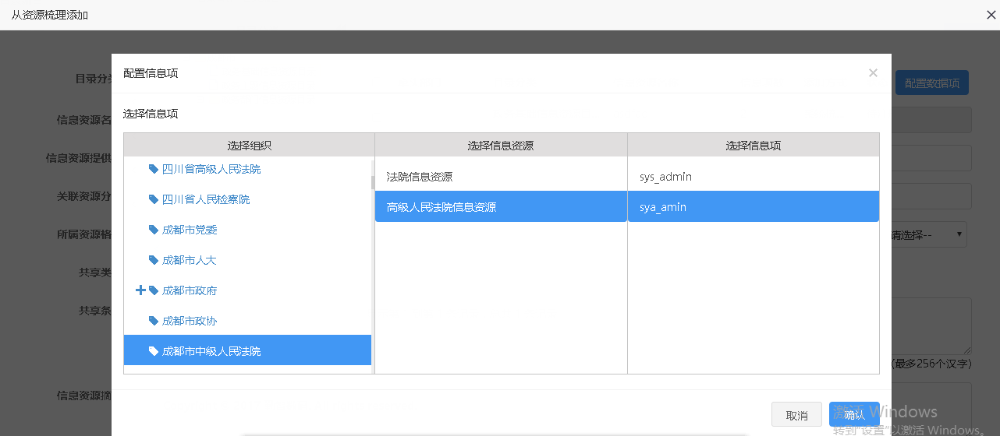 从资源梳理添加
配置信息项
目录分
配置数据项
选择信息项
信息资源名
选择组织 选择信息资源 选择信息项
四川省高级人民法院 法院信息资源 sys_admin
信息资源提供
四川省人民检察院 高级人民法院信息资源 sya_amin
关联资源分
成都市党委
所属资源格
请选择--
成都市人大
共享类
成都市政府
共享条
成都市政协
成都市中级人民法院
(最多256个汉字)
信息资源摘
取消 确认
激活 Windows
转到"设置"以激活 Windows。